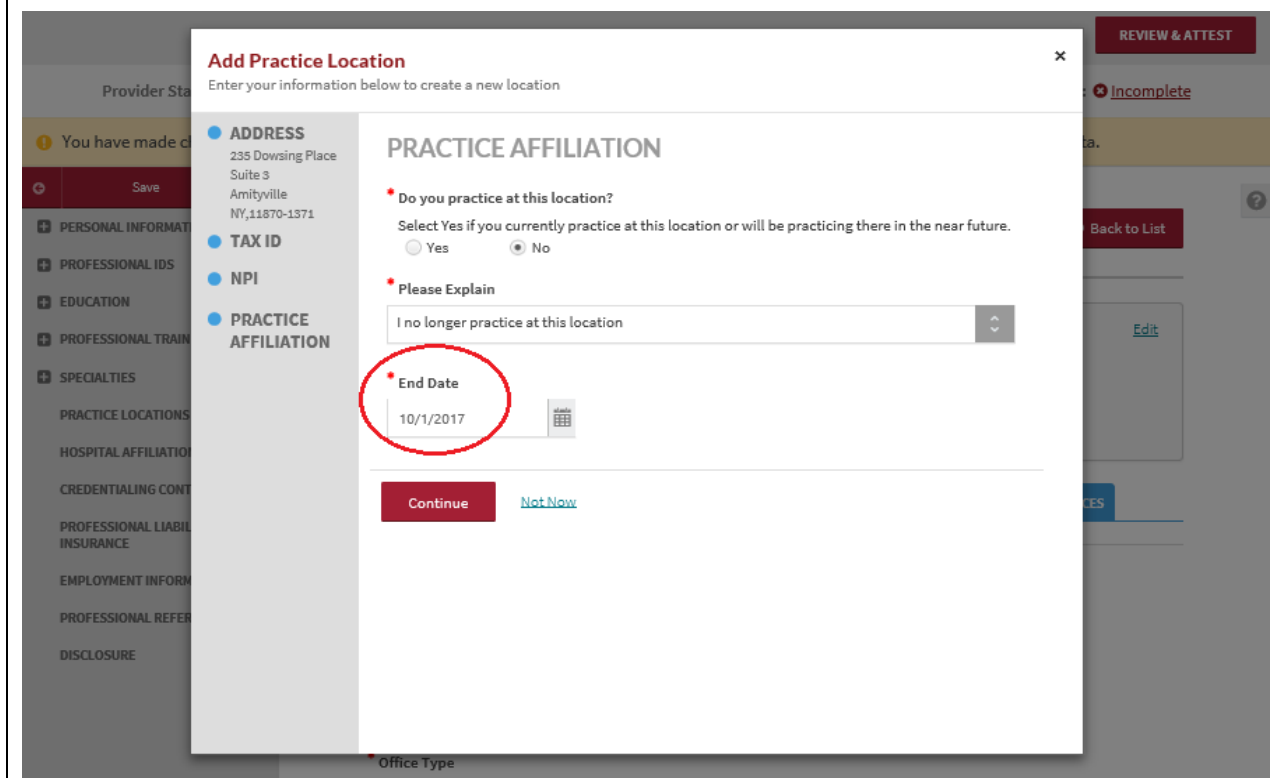 REVIEW & ATTEST
Add Practice Location
×
Enter your information below to create a new location
Provider Sta
: Incomplete
You have made cl
ta.
Save
PERSONAL INFORMATI
PROFESSIONAL IDS
EDUCATION
PROFESSIONAL TRAIN
SPECIALTIES
PRACTICE LOCATIONS
HOSPITAL AFFILIATIO
CREDENTIALING CONT
PROFESSIONAL LIABIL
INSURANCE
EMPLOYMENT INFORM
PROFESSIONAL REFER
DISCLOSURE
ADDRESS
235 Dowsing Place
Suite 3
Amityville
NY,11870-1371
TAX ID
NPI
PRACTICE
AFFILIATION
PRACTICE AFFILIATION
* Do you practice at this location?
Select Yes if you currently practice at this location or will be practicing there in the near future.
Yes No
* Please Explain
I no longer practice at this location
* End Date
10/1/2017
Continue Not Now
?
Back to List
Edit
CES
* Office Type